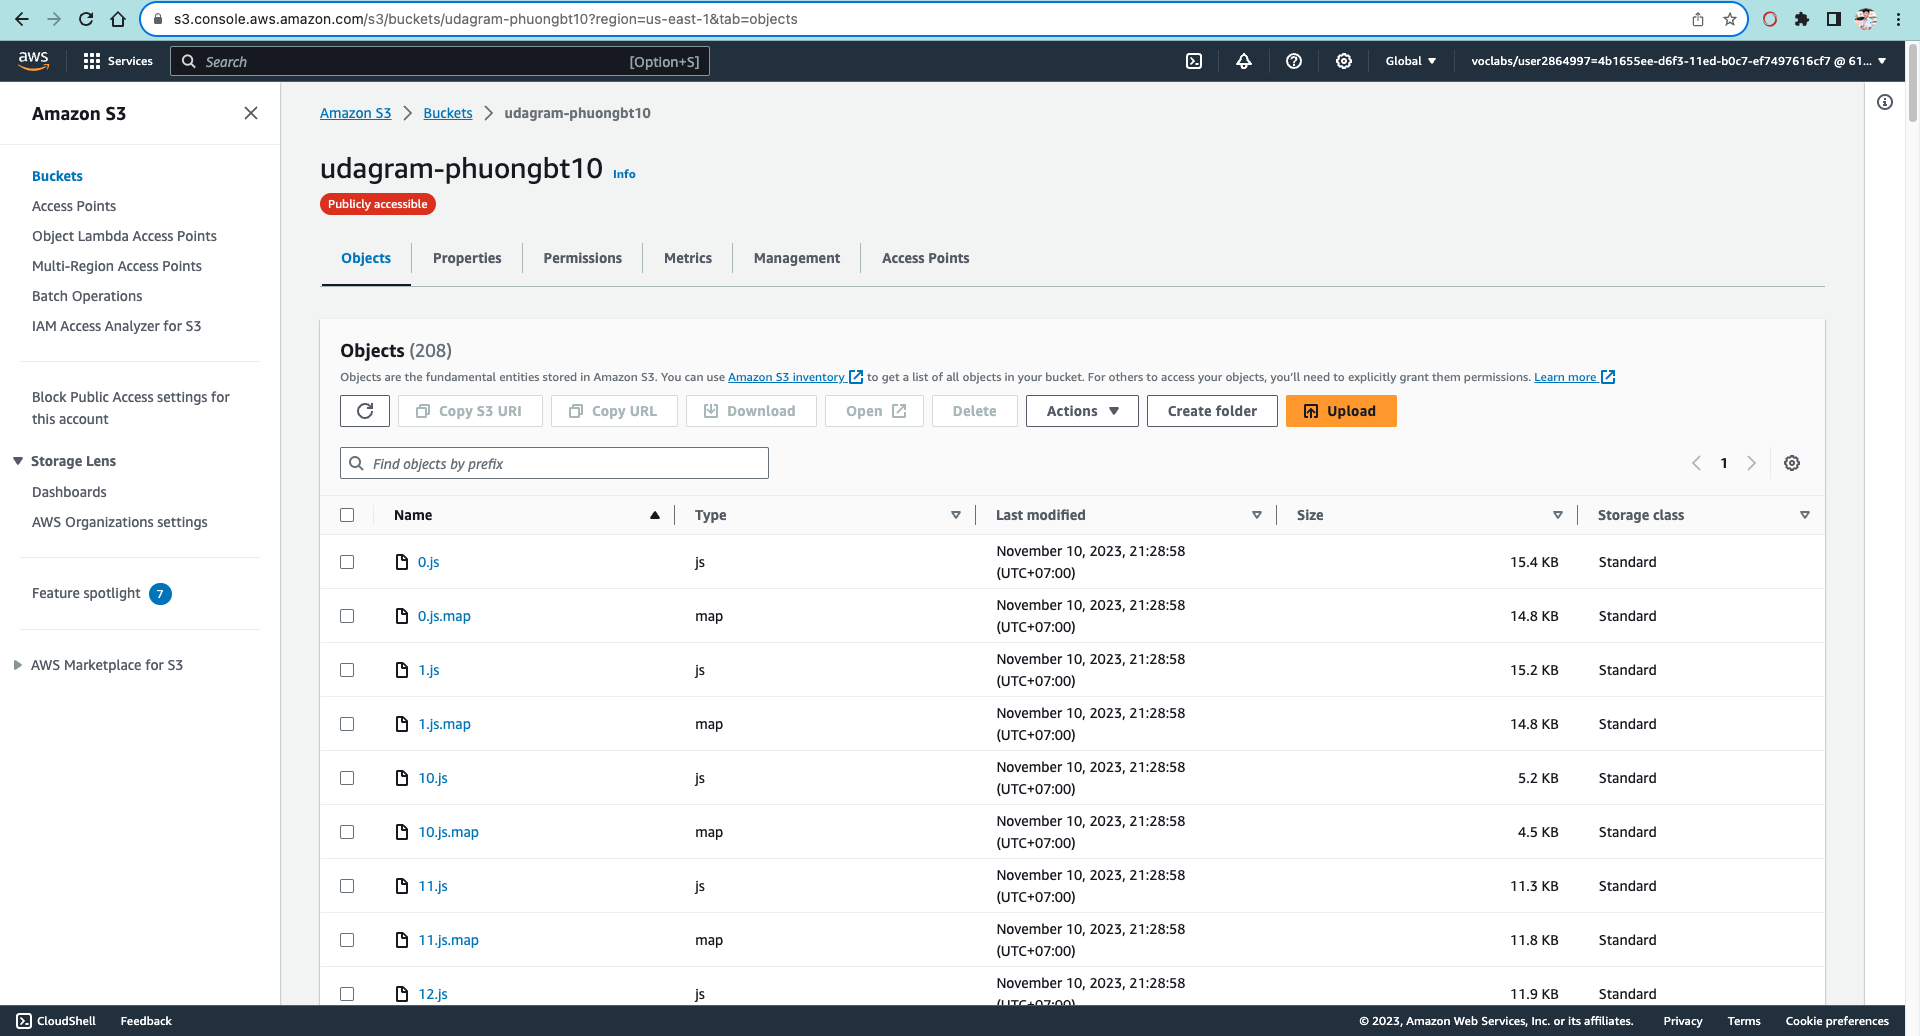 s3.console.aws.amazon.com/s3/buckets/udagram-phuongbt10?region=us-east-1&tab=objects
aws
Services
Search
[Option+S]
Global
voclabs/user2864997=4b1655ee-d6f3-11ed-b0c7-ef7497616cf7 @ 61...
Amazon S3
Buckets
Access Points
Object Lambda Access Points
Multi-Region Access Points
Batch Operations
IAM Access Analyzer for S3
Block Public Access settings for
this account
Storage Lens
Dashboards
AWS Organizations settings
Feature spotlight 7
AWS Marketplace for S3
Amazon S3 > Buckets > udagram-phuongbt10
udagram-phuongbt10 Info
Publicly accessible
Objects Properties Permissions Metrics Management Access Points
Objects (208)
Objects are the fundamental entities stored in Amazon S3. You can use Amazon S3 inventory to get a list of all objects in your bucket. For others to access your objects, you'll need to explicitly grant them permissions. Learn more
Copy S3 URI Copy URL Download Open Delete Actions Create folder Upload
Find objects by prefix
1
Name Type Last modified Size Storage class
0.js js November 10, 2023, 21:28:58 15.4 KB Standard
(UTC+07:00)
0.js.map map November 10, 2023, 21:28:58 14.8 KB Standard
(UTC+07:00)
1.js js November 10, 2023, 21:28:58 15.2 KB Standard
(UTC+07:00)
1.js.map map November 10, 2023, 21:28:58 14.8 KB Standard
(UTC+07:00)
10.js js November 10, 2023, 21:28:58 5.2 KB Standard
(UTC+07:00)
10.js.map map November 10, 2023, 21:28:58 4.5 KB Standard
(UTC+07:00)
11.js js November 10, 2023, 21:28:58 11.3 KB Standard
(UTC+07:00)
11.js.map map November 10, 2023, 21:28:58 11.8 KB Standard
(UTC+07:00)
12.js js November 10, 2023, 21:28:58 11.9 KB Standard
(UTC+07:00)
CloudShell Feedback © 2023, Amazon Web Services, Inc. or its affiliates. Privacy Terms Cookie preferences